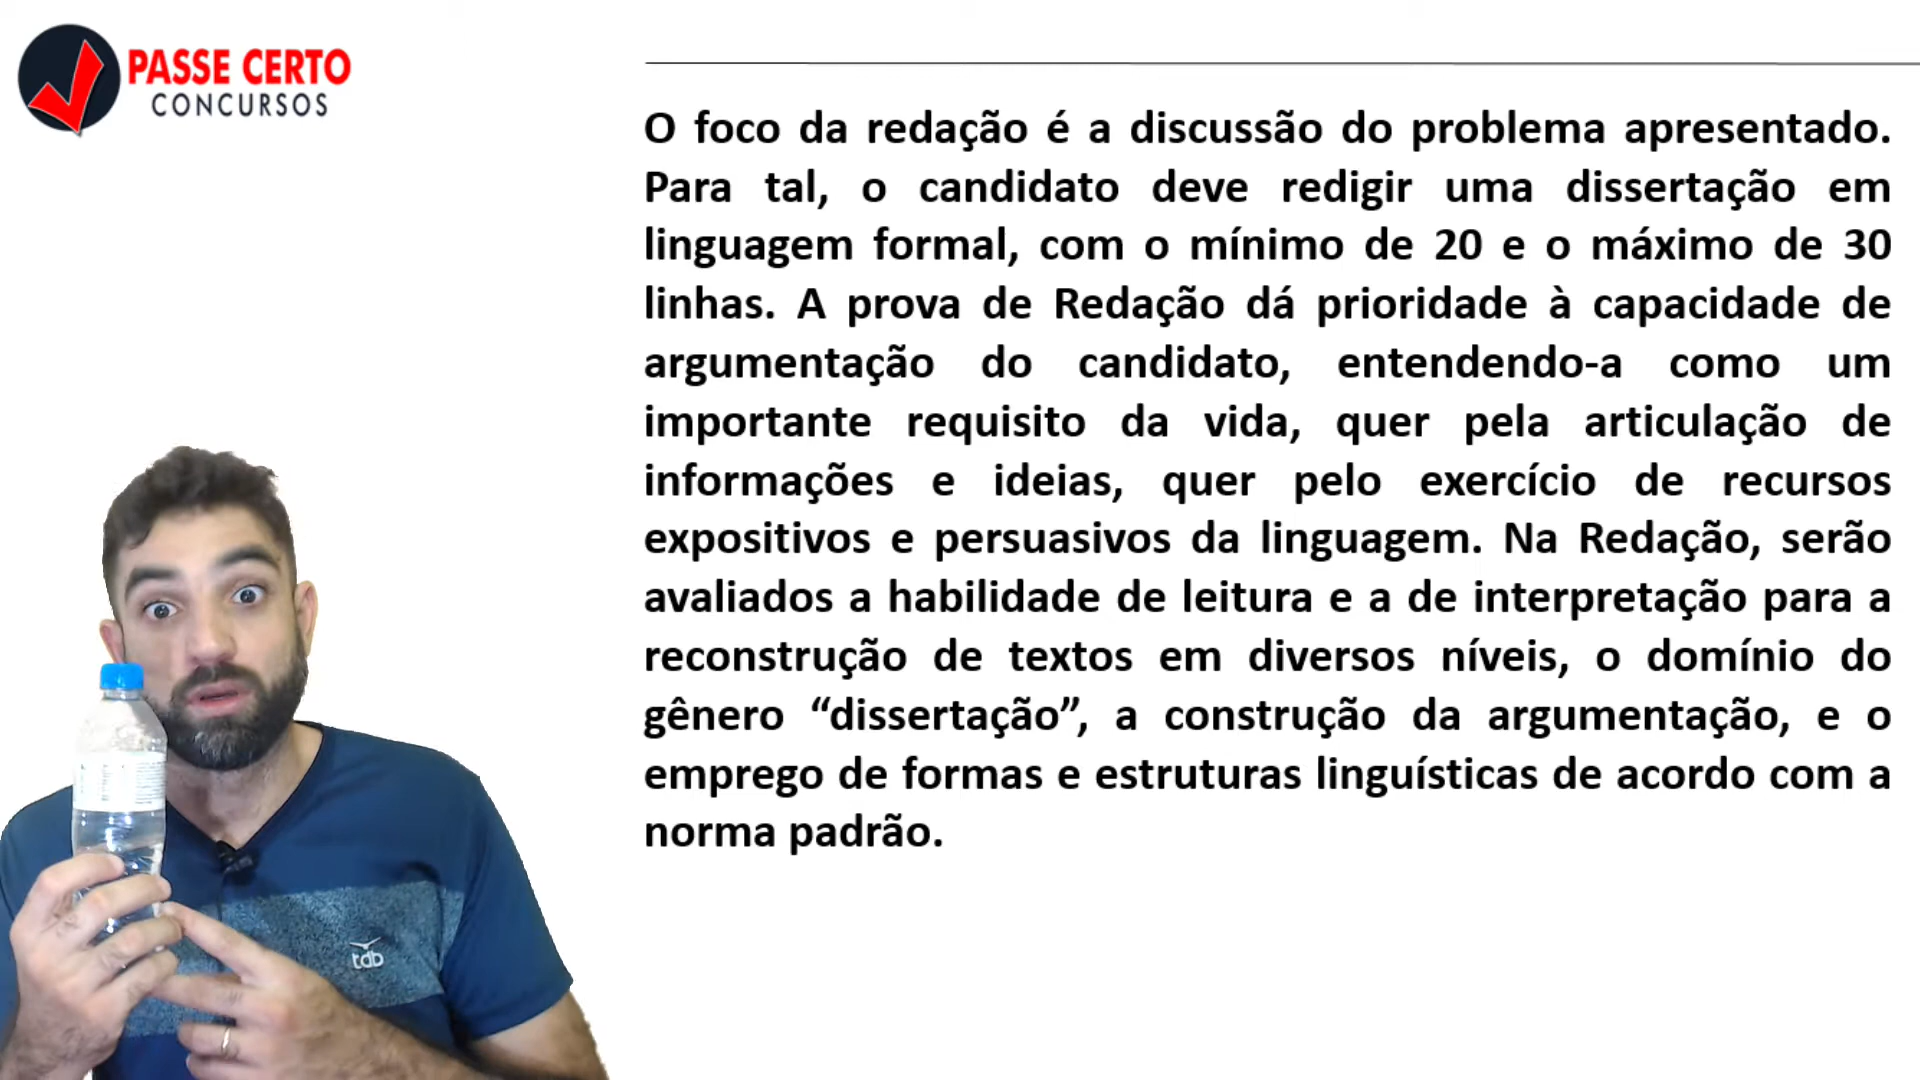 PASSE CERTO
CONCURSOS
O foco da redação é a discussão do problema apresentado.
Para tal, o candidato deve redigir uma dissertação em
linguagem formal, com o mínimo de 20 e o máximo de 30
linhas. A prova de Redação dá prioridade à capacidade de
argumentação do candidato, entendendo-a como um
importante requisito da vida, quer pela articulação de
informações e ideias, quer pelo exercício de recursos
expositivos e persuasivos da linguagem. Na Redação, serão
avaliados a habilidade de leitura e a de interpretação para a
reconstrução de textos em diversos níveis, o domínio do
gênero “dissertação”, a construção da argumentação, e o
emprego de formas e estruturas linguísticas de acordo com a
norma padrão.
tdb